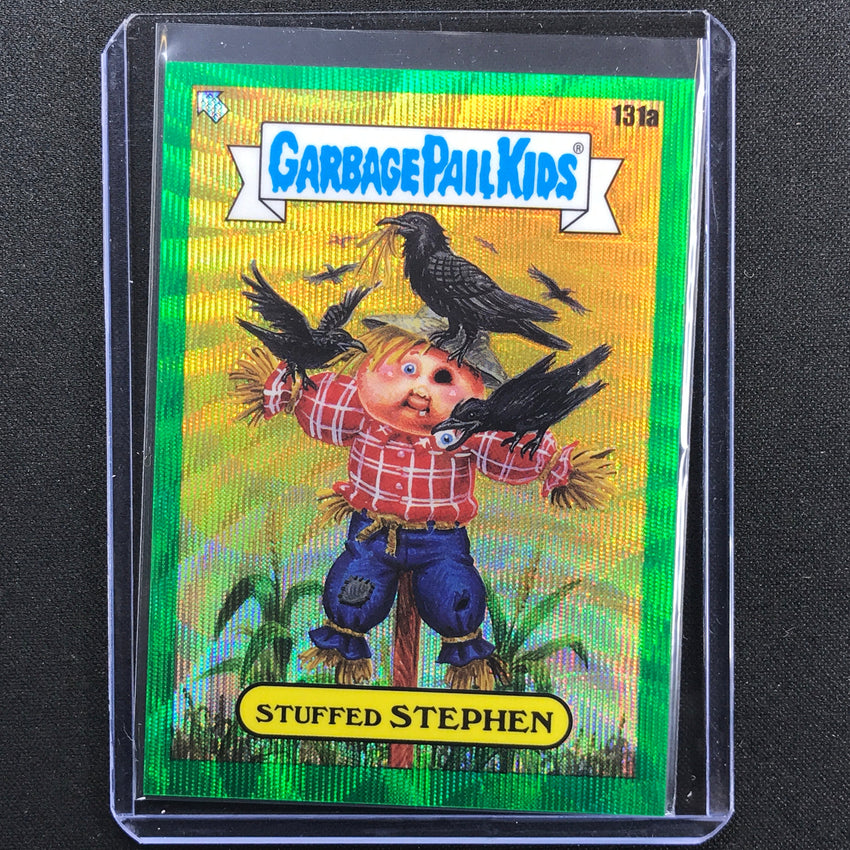 131a
GARBAGE PAIL KIDS®
STUFFED STEPHEN